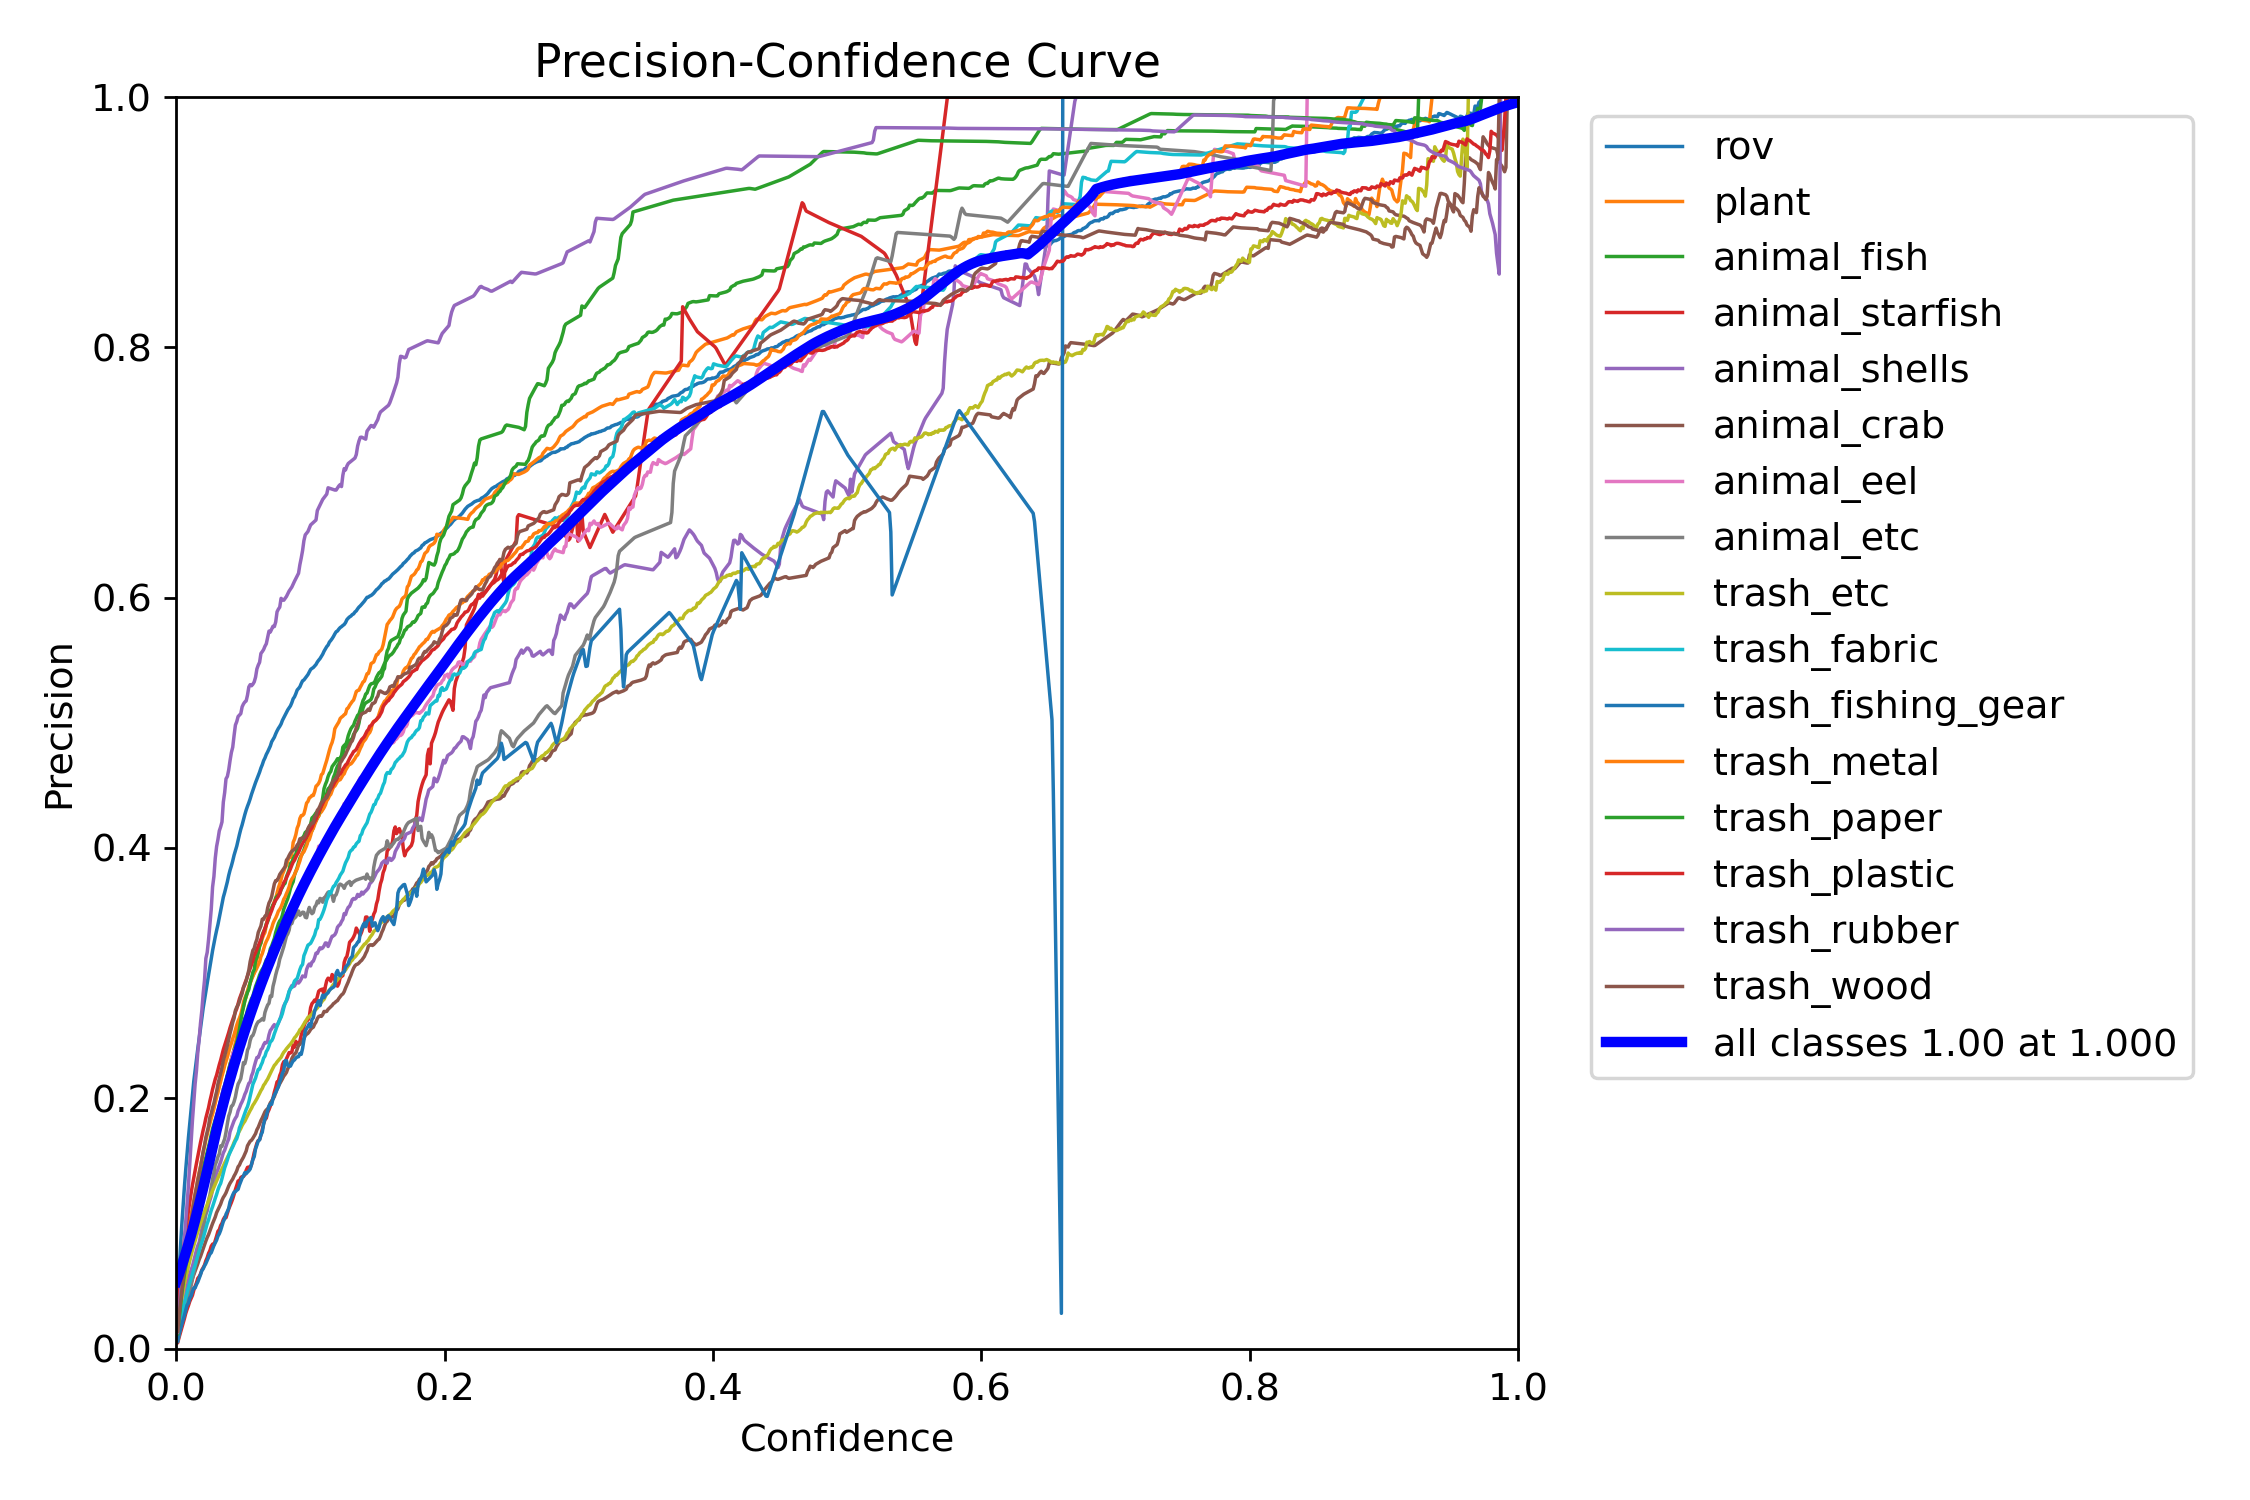 Precision-Confidence Curve
1.0
0.8
0.6
0.4
0.2
0.0
Precision
0.0 0.2 0.4 0.6 0.8 1.0
Confidence
rov
plant
animal_fish
animal_starfish
animal_shells
animal_crab
animal_eel
animal_etc
trash_etc
trash_fabric
trash_fishing_gear
trash_metal
trash_paper
trash_plastic
trash_rubber
trash_wood
all classes 1.00 at 1.000